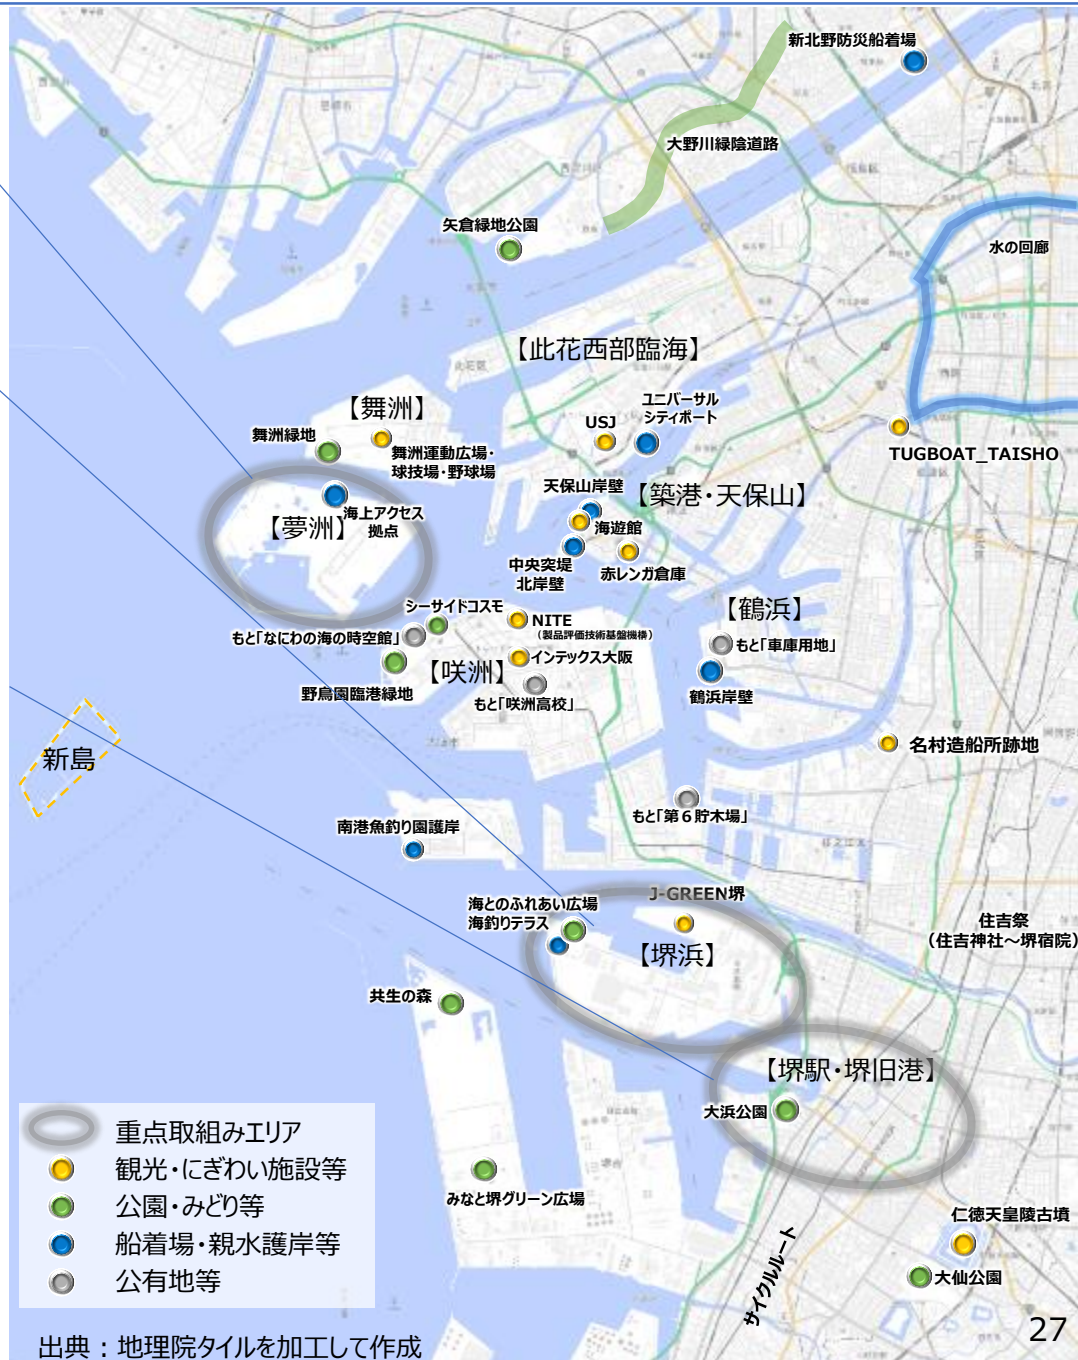 新北野防災船着場
大野川緑陰道路
矢倉緑地公園
水の回廊
【此花西部臨海】
此花区
ユニバーサル
シティポート
USJ
【舞洲】
舞洲緑地
舞洲運動広場・
球技場・野球場
TUGBOAT_TAISHO
天保山岸壁
【築港・天保山】
海遊館
海上アクセス
拠点
【夢洲】
中央突堤
北岸壁
赤レンガ倉庫
シーサイドコスモ
NITE
（製品評価技術基盤機構）
【鶴浜】
もと「なにわの海の時空館」
もと「車庫用地」
インテックス大阪
【咲洲】
野鳥園臨港緑地
もと「咲洲高校」
鶴浜岸壁
新島
名村造船所跡地
もと「第６貯木場」
南港魚釣り園護岸
J-GREEN堺
海とのふれあい広場
海釣りテラス
住吉祭
（住吉神社～堺宿院）
【堺浜】
共生の森
【堺駅・堺旧港】
大浜公園
重点取組みエリア
観光・にぎわい施設等
公園・みどり等
船着場・親水護岸等
公有地等
みなと堺グリーン広場
仁徳天皇陵古墳
大仙公園
サイクルルート
出典：地理院タイルを加工して作成
27